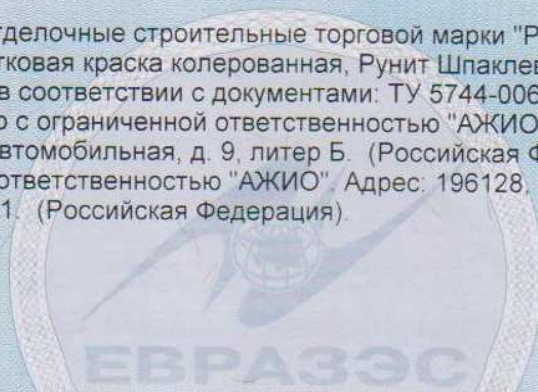 тделочные строительные торговой марки "Р
тковая краска колерованная, Рунит Шпаклев
в соответствии с документами: ТУ 5744-006
о с ограниченной ответственностью "АЖИО
втомобильная, д. 9, литер Б. (Российская Ф
ответственностью "АЖИО". Адрес: 196128,
1. (Российская Федерация).
ЕВРАЗЭС